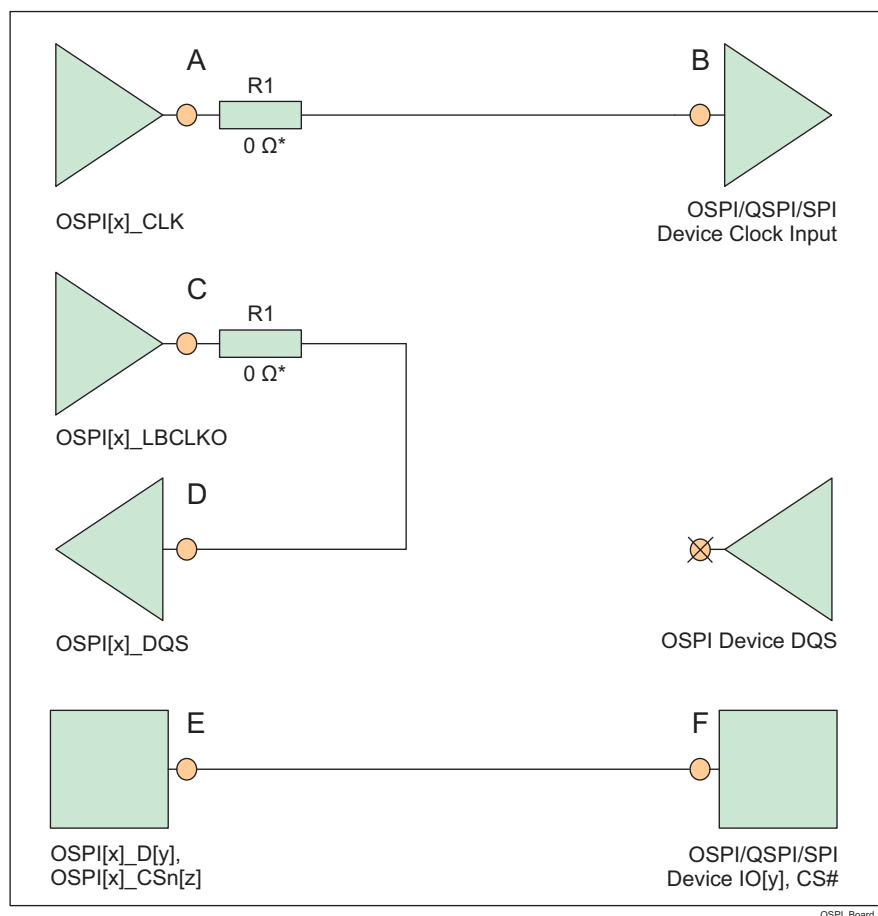 A
R1
0 Ω*
OSPI[x]_CLK
B
OSPI/QSPI/SPI
Device Clock Input
C
R1
0 Ω*
OSPI[x]_LBCLKO
D
OSPI[x]_DQS
OSPI Device DQS
E
OSPI[x]_D[y],
OSPI[x]_CSn[z]
F
OSPI/QSPI/SPI
Device IO[y], CS#
OSPI_Board